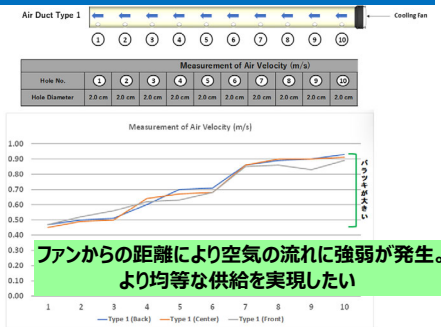 Air Duct Type 1
Cooling Fan
① ② ③ ④ ⑤ ⑥ ⑦ ⑧ ⑨ ⑩
Measurement of Air Velocity (m/s)
Hole No. ① ② ③ ④ ⑤ ⑥ ⑦ ⑧ ⑨ ⑩
Hole Diameter 2.0 cm 2.0 cm 2.0 cm 2.0 cm 2.0 cm 2.0 cm 2.0 cm 2.0 cm 2.0 cm 2.0 cm
Measurement of Air Velocity (m/s)
1.00
0.90
0.80
0.70
0.60
0.50
0.40
0.30
0.20
0.10
0.00
バラツキが大きい
ファンからの距離により空気の流れに強弱が発生。
より均等な供給を実現したい
1 2 3 4 5 6 7 8 9 10
Type 1 (Back) Type 1 (Center) Type 1 (Front)